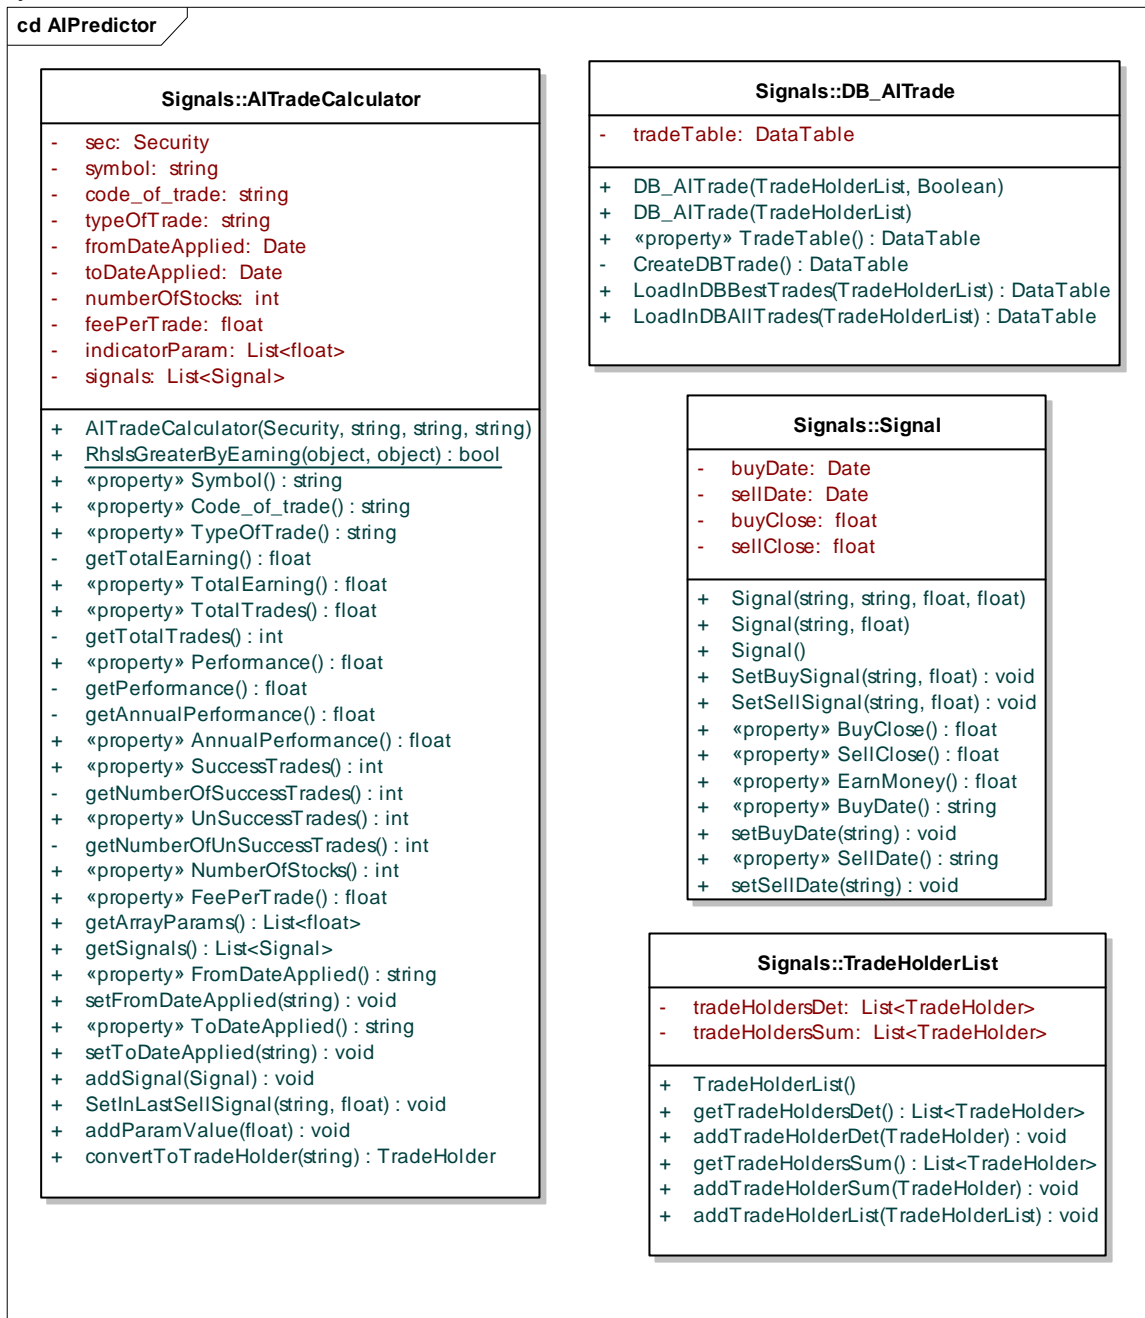 cd AIPredictor
Signals::AITradeCalculator
- sec: Security
- symbol: string
- code_of_trade: string
- typeOfTrade: string
- fromDateApplied: Date
- toDateApplied: Date
- numberOfStocks: int
- feePerTrade: float
- indicatorParam: List<float>
- signals: List<Signal>
+ AITradeCalculator(Security, string, string, string)
+ RhsIsGreaterByEarning(object, object) : bool
+ «property» Symbol() : string
+ «property» Code_of_trade() : string
+ «property» TypeOfTrade() : string
- getTotalEarning() : float
+ «property» TotalEarning() : float
+ «property» TotalTrades() : float
- getTotalTrades() : int
+ «property» Performance() : float
- getPerformance() : float
- getAnnualPerformance() : float
+ «property» AnnualPerformance() : float
+ «property» SuccessTrades() : int
- getNumberOfSuccessTrades() : int
+ «property» UnSuccessTrades() : int
- getNumberOfUnSuccessTrades() : int
+ «property» NumberOfStocks() : int
+ «property» FeePerTrade() : float
+ getArrayParams() : List<float>
+ getSignals() : List<Signal>
+ «property» FromDateApplied() : string
+ setFromDateApplied(string) : void
+ «property» ToDateApplied() : string
+ setToDateApplied(string) : void
+ addSignal(Signal) : void
+ SetInLastSellSignal(string, float) : void
+ addParamValue(float) : void
+ convertToTradeHolder(string) : TradeHolder
Signals::DB_AITrade
- tradeTable: DataTable
+ DB_AITrade(TradeHolderList, Boolean)
+ DB_AITrade(TradeHolderList)
+ «property» TradeTable() : DataTable
- CreateDBTrade() : DataTable
+ LoadInDBBestTrades(TradeHolderList) : DataTable
+ LoadInDBAllTrades(TradeHolderList) : DataTable
Signals::Signal
- buyDate: Date
- sellDate: Date
- buyClose: float
- sellClose: float
+ Signal(string, string, float, float)
+ Signal(string, float)
+ Signal()
+ SetBuySignal(string, float) : void
+ SetSellSignal(string, float) : void
+ «property» BuyClose() : float
+ «property» SellClose() : float
+ «property» EarnMoney() : float
+ «property» BuyDate() : string
+ setBuyDate(string) : void
+ «property» SellDate() : string
+ setSellDate(string) : void
Signals::TradeHolderList
- tradeHoldersDet: List<TradeHolder>
- tradeHoldersSum: List<TradeHolder>
+ TradeHolderList()
+ getTradeHoldersDet() : List<TradeHolder>
+ addTradeHolderDet(TradeHolder) : void
+ getTradeHoldersSum() : List<TradeHolder>
+ addTradeHolderSum(TradeHolder) : void
+ addTradeHolderList(TradeHolderList) : void